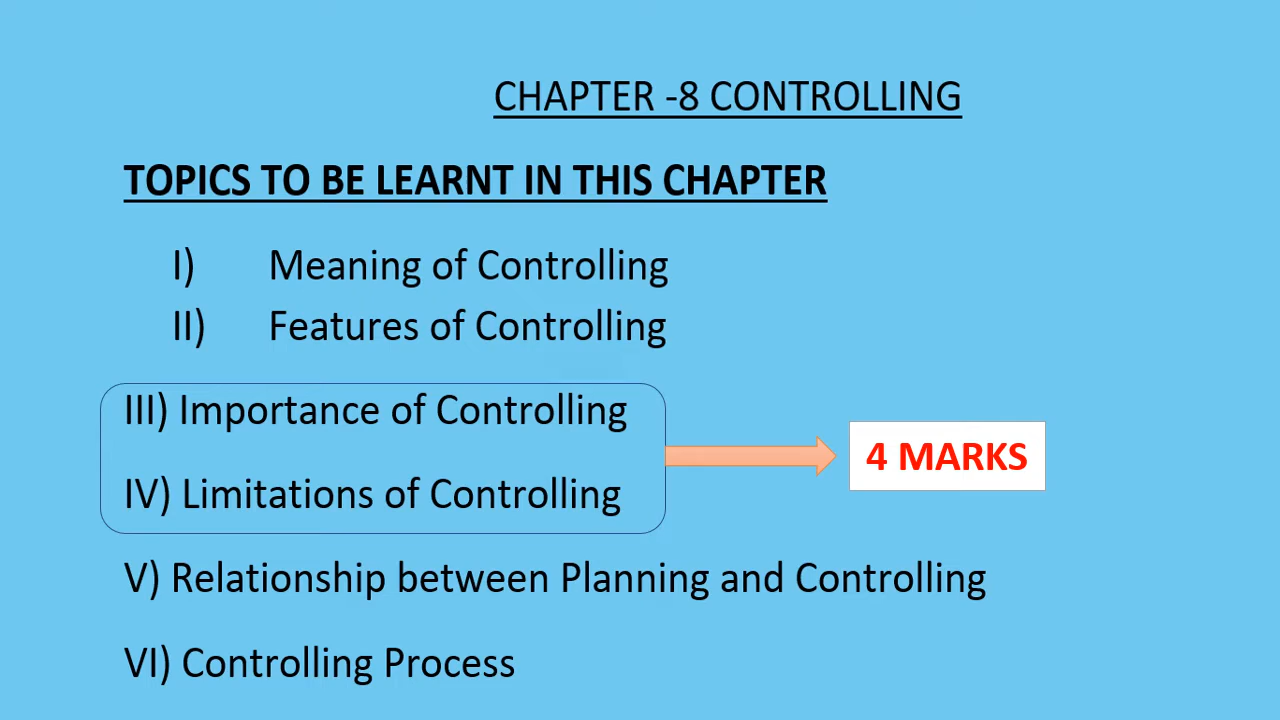 CHAPTER -8 CONTROLLING
TOPICS TO BE LEARNT IN THIS CHAPTER
I) Meaning of Controlling
II) Features of Controlling
III) Importance of Controlling
IV) Limitations of Controlling
4 MARKS
V) Relationship between Planning and Controlling
VI) Controlling Process